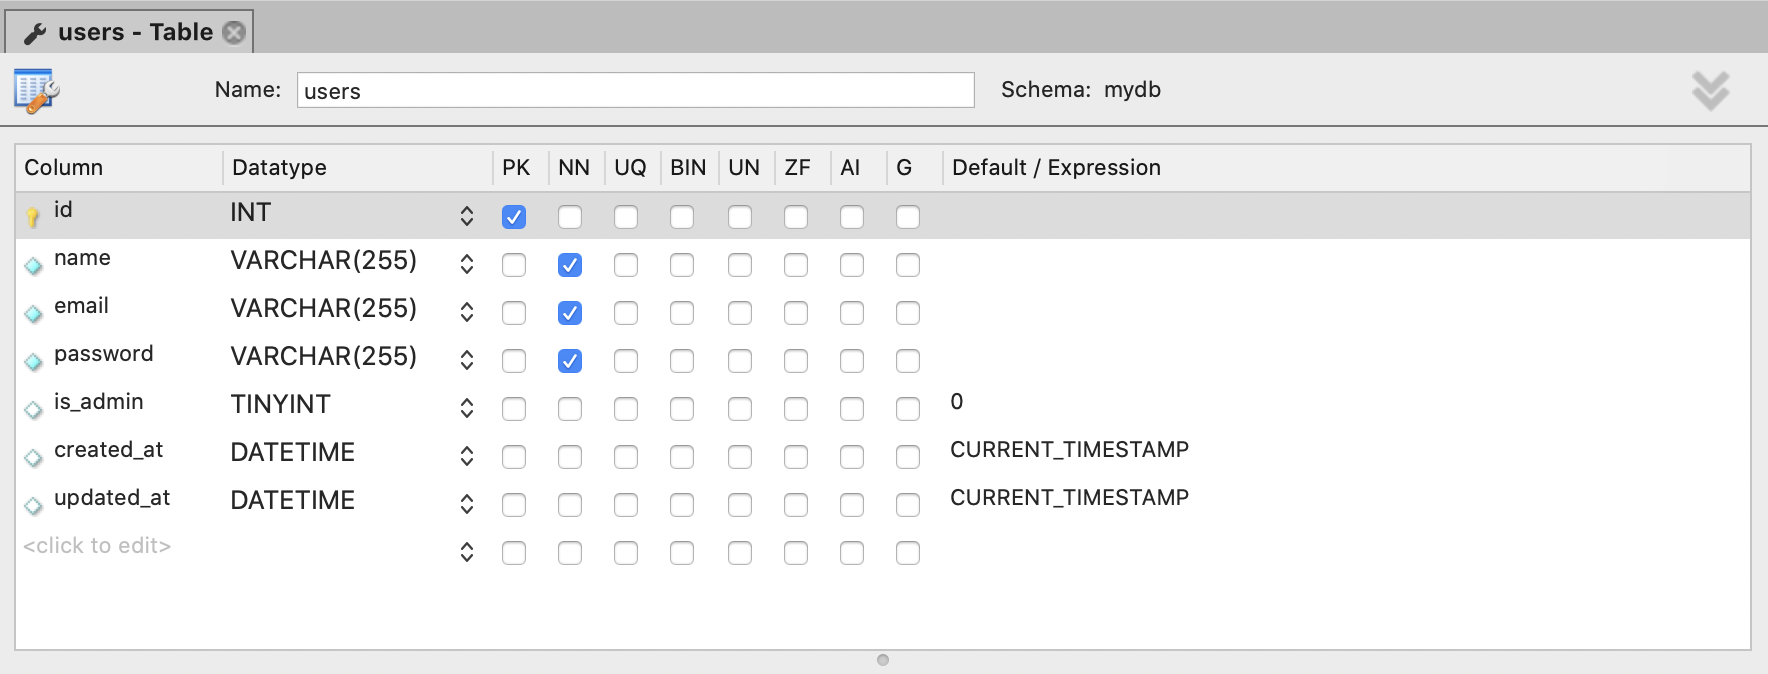 users - Table
Name: users Schema: mydb
Column Datatype PK NN UQ BIN UN ZF AI G Default / Expression
id INT
name VARCHAR(255)
email VARCHAR(255)
password VARCHAR(255)
is_admin TINYINT 0
created_at DATETIME CURRENT_TIMESTAMP
updated_at DATETIME CURRENT_TIMESTAMP
<click to edit>